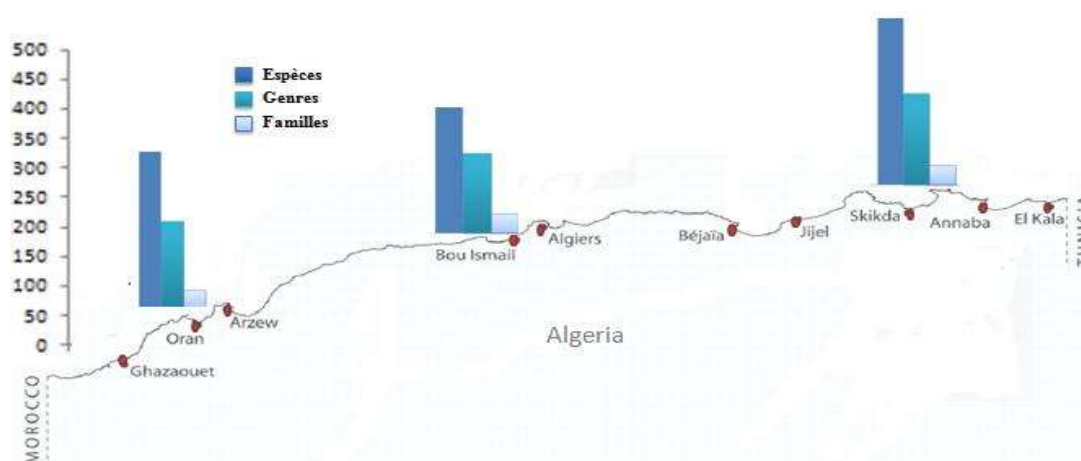 500
450
400
350
300
250
200
150
100
50
0
Espèces
Genres
Familles
Skikda
Annaba
El Kala
Béjaïa
Jijel
Bou Ismail
Algiers
Oran
Arzew
Algeria
Ghazaouet
MOROCCO